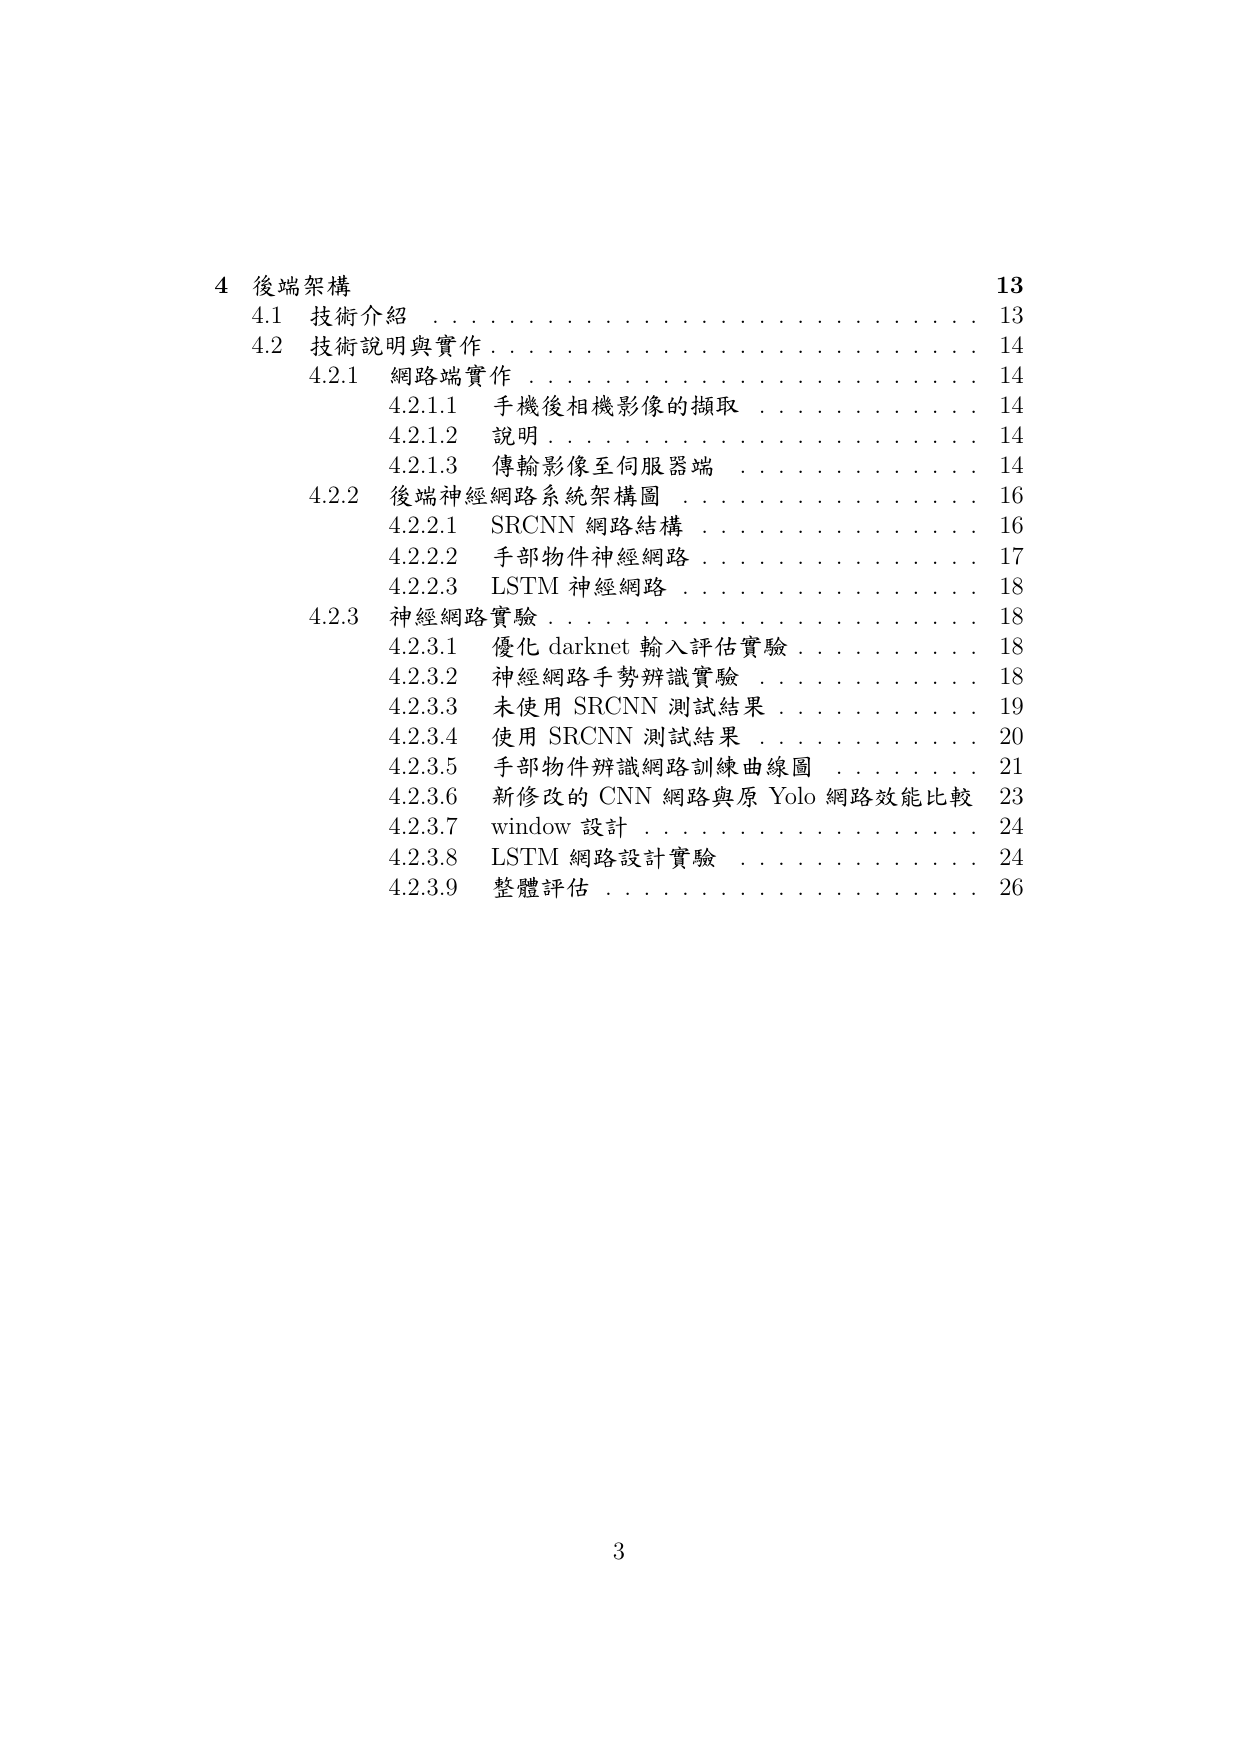 4 後端架構 13
4.1 技術介紹 . . . . . . . . . . . . . . . . . . . . . . . . . . . . . 13
4.2 技術說明與實作 . . . . . . . . . . . . . . . . . . . . . . . . . . 14
4.2.1 網路端實作 . . . . . . . . . . . . . . . . . . . . . . . . 14
4.2.1.1 手機後相機影像的擷取 . . . . . . . . . . . . 14
4.2.1.2 說明 . . . . . . . . . . . . . . . . . . . . . . . 14
4.2.1.3 傳輸影像至伺服器端 . . . . . . . . . . . . . 14
4.2.2 後端神經網路系統架構圖 . . . . . . . . . . . . . . . . 16
4.2.2.1 SRCNN 網路結構 . . . . . . . . . . . . . . . 16
4.2.2.2 手部物件神經網路 . . . . . . . . . . . . . . . 17
4.2.2.3 LSTM 神經網路 . . . . . . . . . . . . . . . . 18
4.2.3 神經網路實驗 . . . . . . . . . . . . . . . . . . . . . . . 18
4.2.3.1 優化 darknet 輸入評估實驗 . . . . . . . . . . 18
4.2.3.2 神經網路手勢辨識實驗 . . . . . . . . . . . . 18
4.2.3.3 未使用 SRCNN 測試結果 . . . . . . . . . . . 19
4.2.3.4 使用 SRCNN 測試結果 . . . . . . . . . . . . 20
4.2.3.5 手部物件辨識網路訓練曲線圖 . . . . . . . . 21
4.2.3.6 新修改的 CNN 網路與原 Yolo 網路效能比較 23
4.2.3.7 window 設計 . . . . . . . . . . . . . . . . . . 24
4.2.3.8 LSTM 網路設計實驗 . . . . . . . . . . . . . 24
4.2.3.9 整體評估 . . . . . . . . . . . . . . . . . . . . 26
3